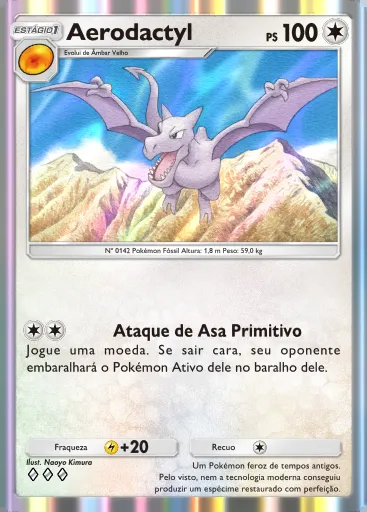 ESTÁGIO 1 Aerodactyl PS 100
Evolui de Âmbar Velho
N° 0142 Pokémon Fóssil Altura: 1,8 m Peso: 59,0 kg
Ataque de Asa Primitivo
Jogue uma moeda. Se sair cara, seu oponente
embaralhará o Pokémon Ativo dele no baralho dele.
Fraqueza +20 Recuo
Ilust. Naoyo Kimura
Um Pokémon feroz de tempos antigos.
Pelo visto, nem a tecnologia moderna conseguiu
produzir um espécime restaurado com perfeição.